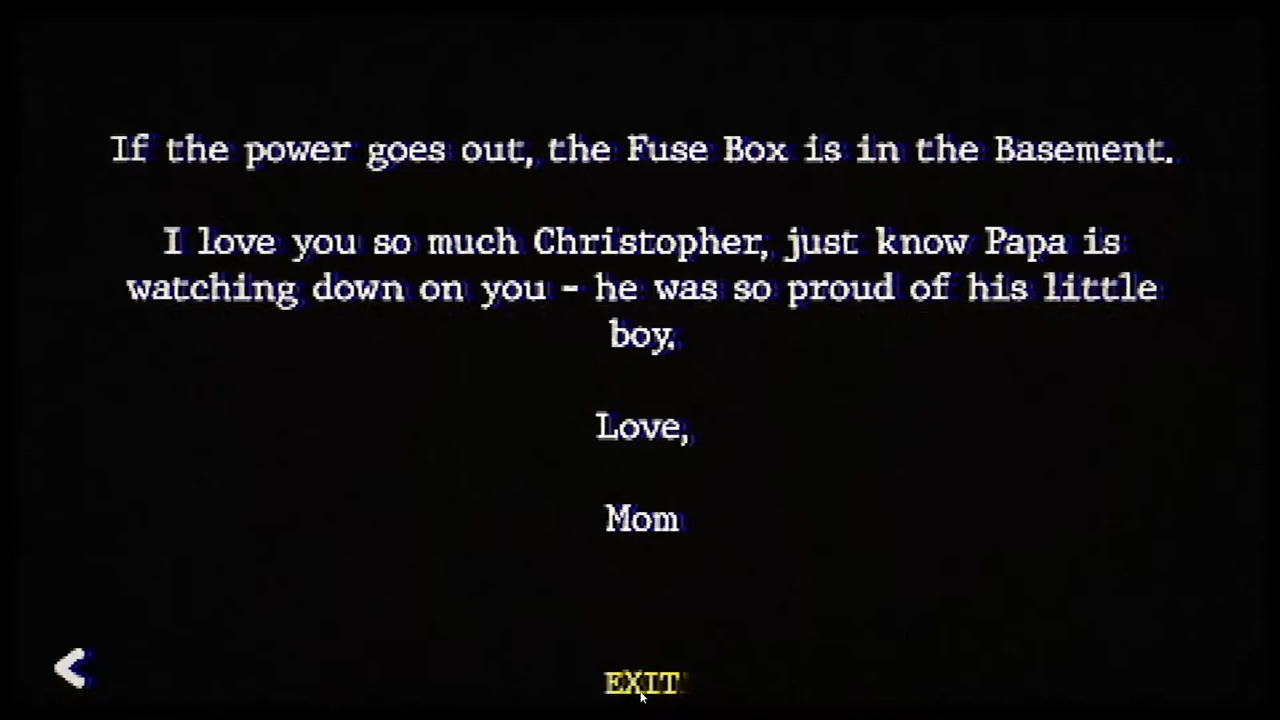 If the power goes out, the Fuse Box is in the Basement.
I love you so much Christopher, just know Papa is
watching down on you - he was so proud of his little
boy.
Love,
Mom
<
EXIT